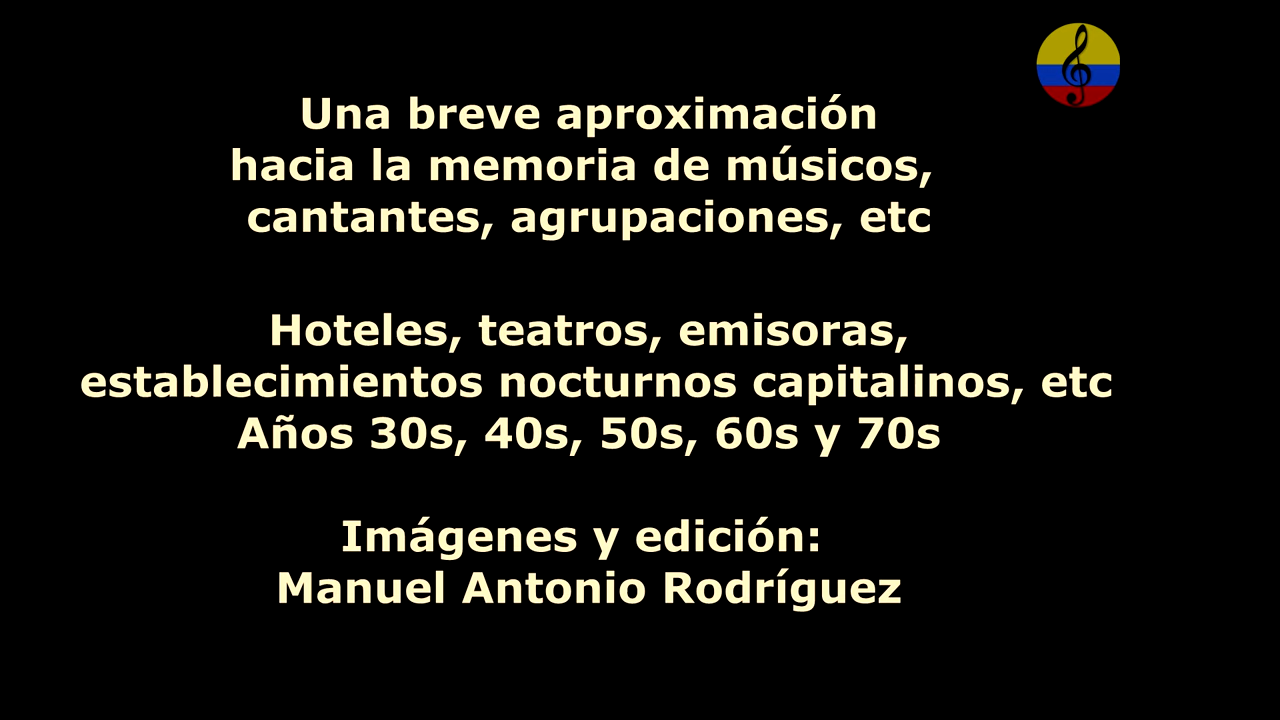 Una breve aproximación
hacia la memoria de músicos,
cantantes, agrupaciones, etc
Hoteles, teatros, emisoras,
establecimientos nocturnos capitalinos, etc
Años 30s, 40s, 50s, 60s y 70s
Imágenes y edición:
Manuel Antonio Rodríguez